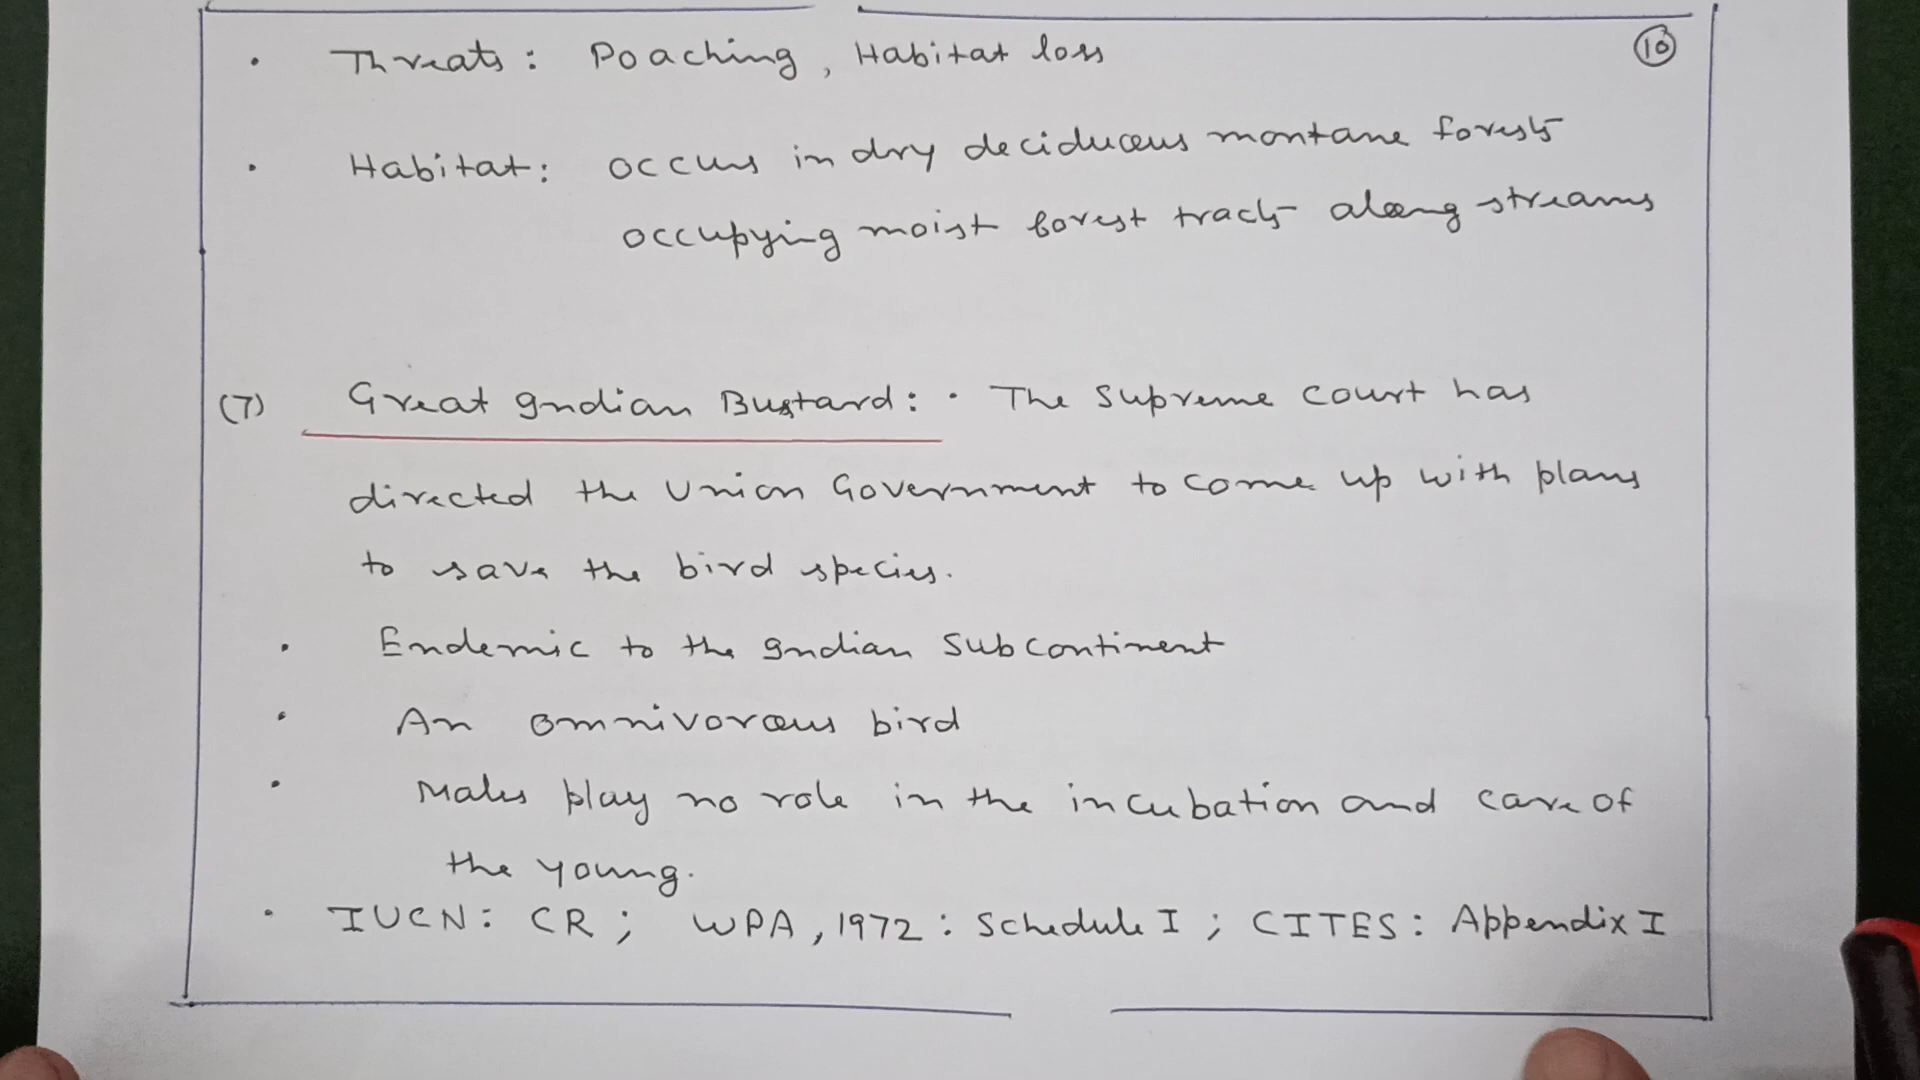 • Threats: Poaching, Habitat loss
10
• Habitat: occurs in dry deciduous montane forests
occupying moist forest tracts along streams
(7) Great Indian Bustard: • The Supreme Court has
directed the Union Government to come up with plans
to save the bird species.
• Endemic to the Indian Subcontinent
• An omnivorous bird
• Males play no role in the incubation and care of
the young.
• IUCN: CR; WPA, 1972: Schedule I; CITES: Appendix I